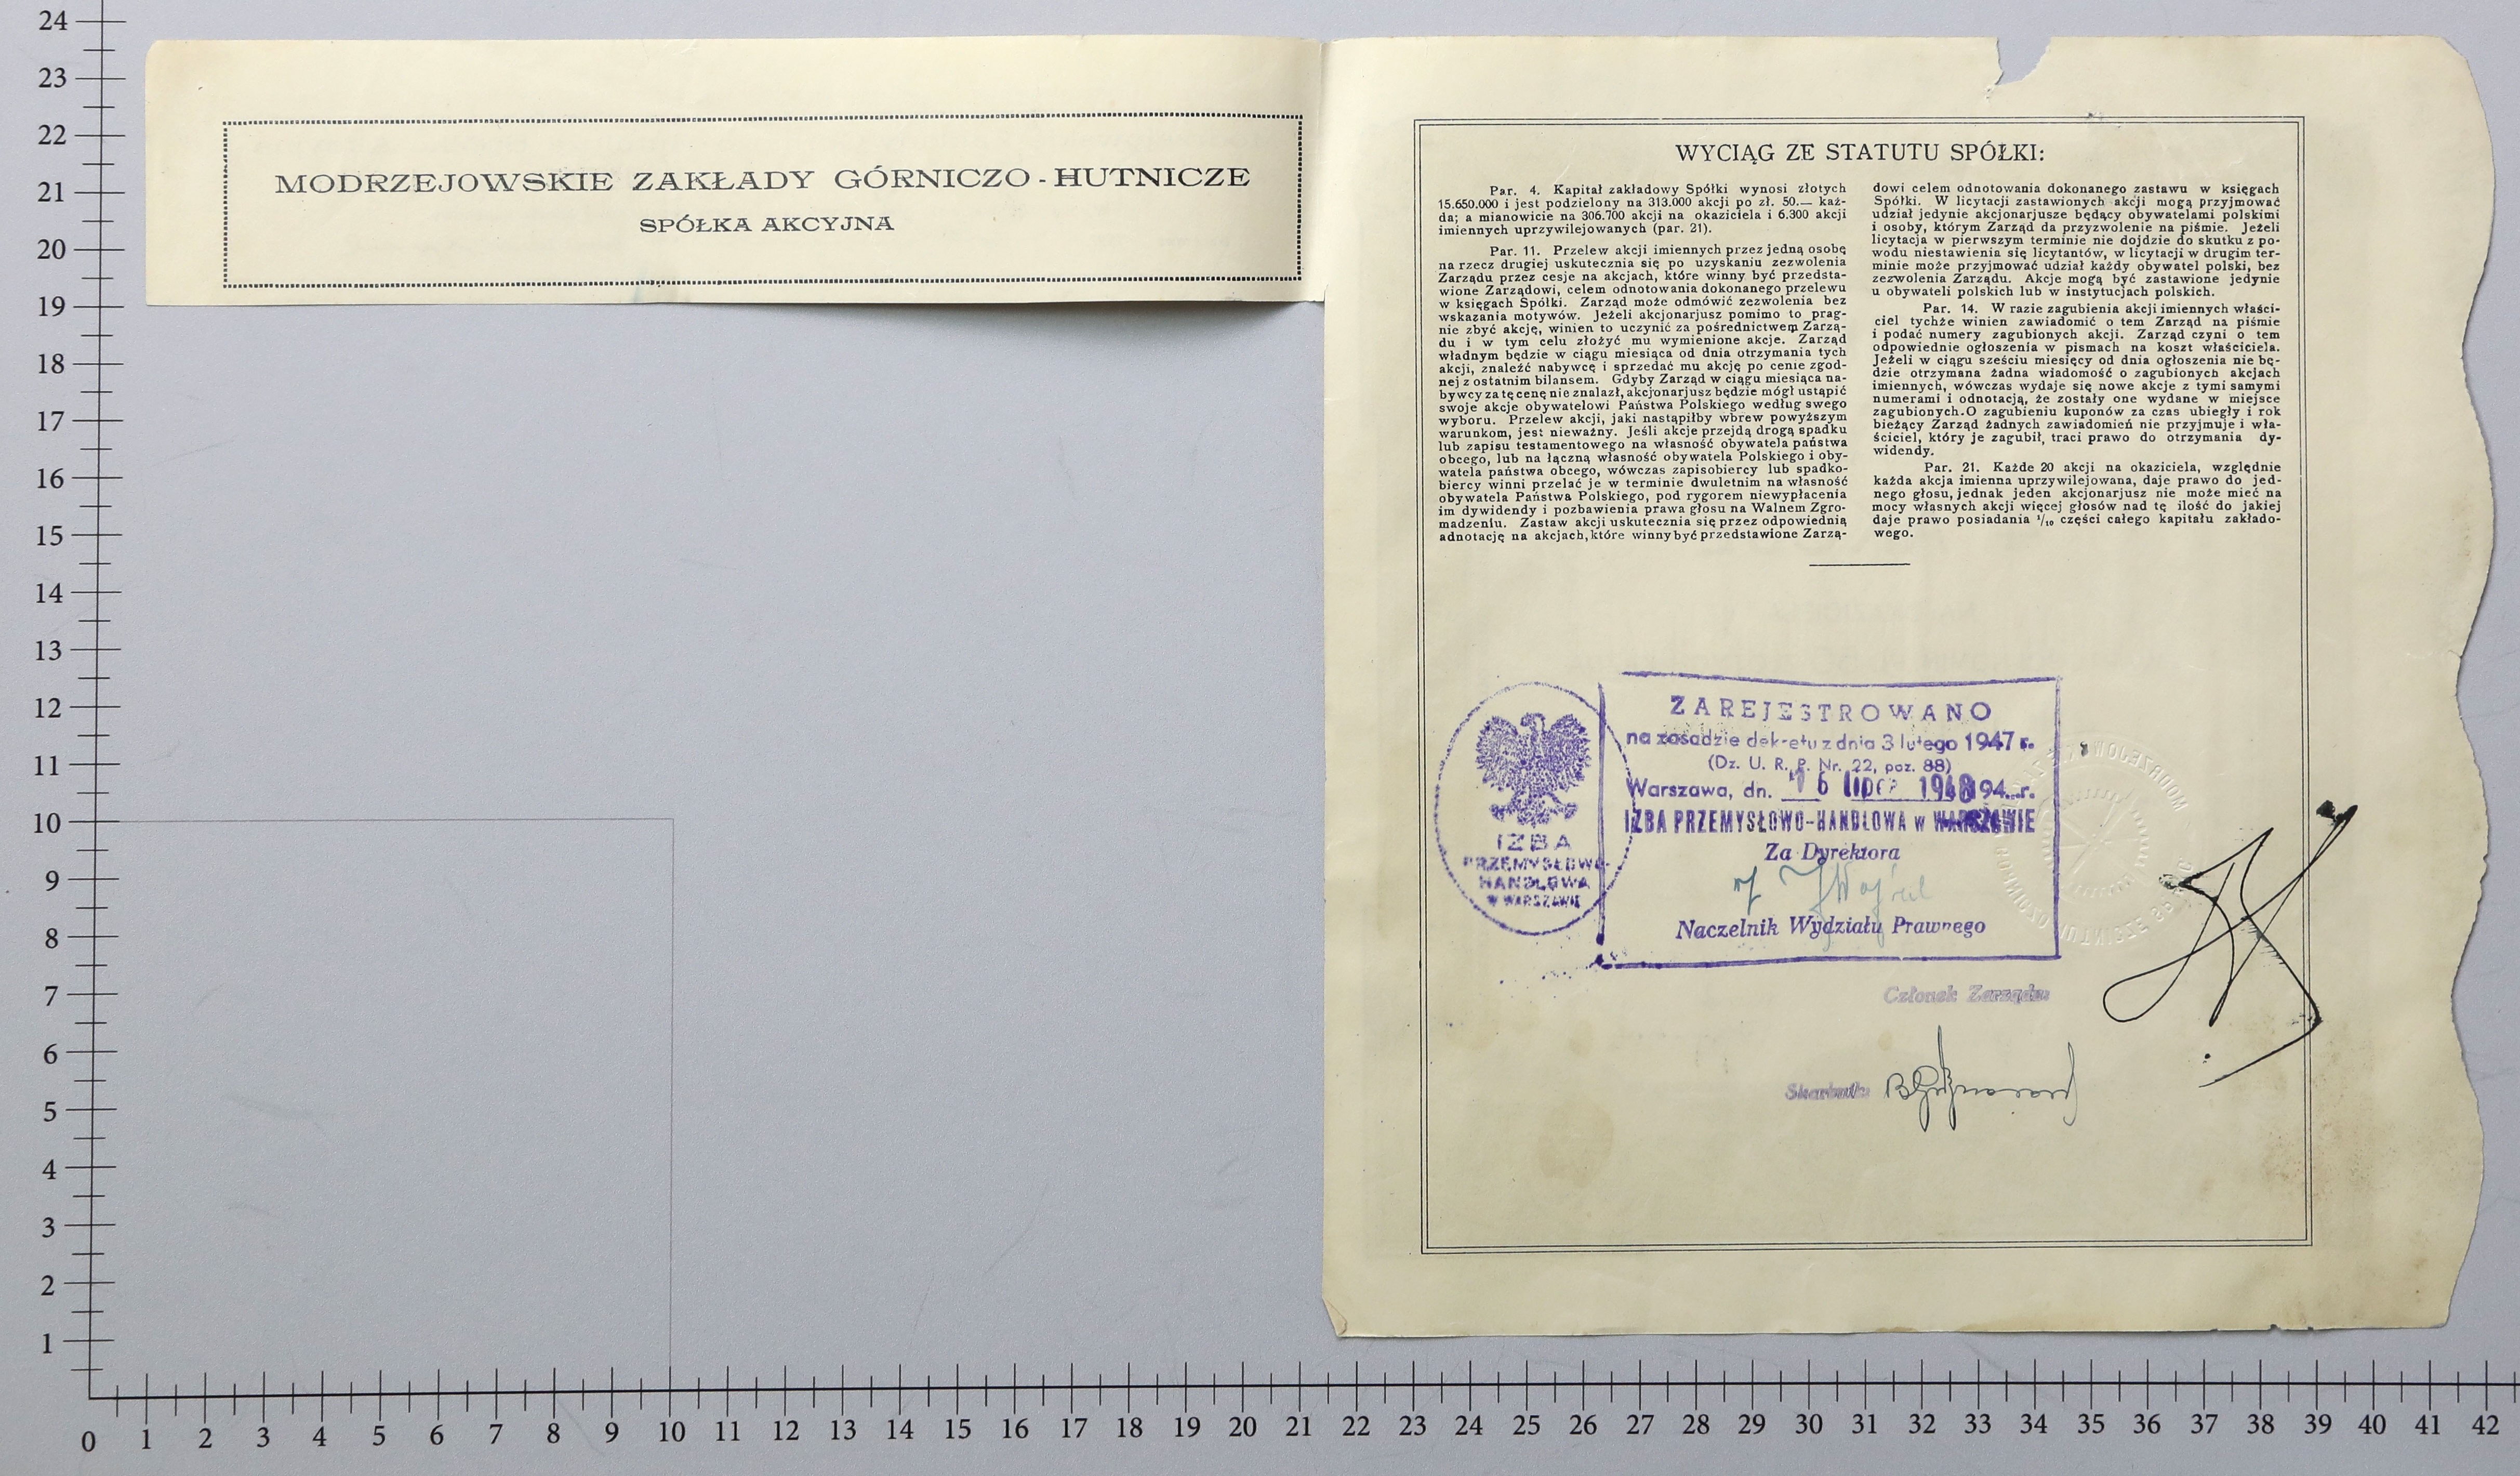 MODRZEJOWSKIE ZAKŁADY GÓRNICZO-HUTNICZE
SPÓŁKA AKCYJNA
WYCIĄG ZE STATUTU SPÓŁKI:
Par. 4. Kapitał zakładowy Spółki wynosi złotych
15.650.000 i jest podzielony na 313.000 akcji po zł. 50.— każ-
da; a mianowicie na 306.700 akcji na okaziciela i 6.300 akcji
imiennych uprzywilejowanych (par. 21).
Par. 11. Przelew akcji imiennych przez jedną osobę
na rzecz drugiej uskutecznia się po uzyskaniu zezwolenia
Zarządu przez cesje na akcjach, które winny być przedsta-
wione Zarządowi, celem odnotowania dokonanego przelewu
w księgach Spółki. Zarząd może odmówić zezwolenia bez
wskazania motywów. Jeżeli akcjonarjusz pomimo to prag-
nie zbyć akcję, winien to uczynić za pośrednictwem Zarzą-
du i w tym celu złożyć mu wymienione akcje. Zarząd
władnym będzie w ciągu miesiąca od dnia otrzymania tych
akcji, znaleźć nabywcę i sprzedać mu akcję po cenie zgod-
nej z ostatnim bilansem. Gdyby Zarząd w ciągu miesiąca na-
bywcy za tę cenę nie znalazł, akcjonarjusz będzie mógł ustąpić
swoje akcje obywatelowi Państwa Polskiego według swego
wyboru. Przelew akcji, jaki nastąpiłby wbrew powyższym
warunkom, jest nieważny. Jeśli akcje przejdą drogą spadku
lub zapisu testamentowego na własność obywatela państwa
obcego, lub na łączną własność obywatela Polskiego i oby-
watela państwa obcego, wówczas zapisobiercy lub spadko-
biercy winni przelać je w terminie dwuletnim na własność
obywatela Państwa Polskiego, pod rygorem niewypłacenia
im dywidendy i pozbawienia prawa głosu na Walnem Zgro-
madzeniu. Zastaw akcji uskutecznia się przez odpowiednią
adnotację na akcjach, które winny być przedstawione Zarzą-
dowi celem odnotowania dokonanego zastawu w księgach
Spółki. W licytacji zastawionych akcji mogą przyjmować
udział jedynie akcjonarjusze będący obywatelami polskimi
i osoby, którym Zarząd da przyzwolenie na piśmie. Jeżeli
licytacja w pierwszym terminie nie dojdzie do skutku z po-
wodu niestawienia się licytantów, w licytacji w drugim ter-
minie może przyjmować udział każdy obywatel polski, bez
zezwolenia Zarządu. Akcje mogą być zastawione jedynie
u obywateli polskich lub w instytucjach polskich.
Par. 14. W razie zagubienia akcji imiennych właści-
ciel tychże winien zawiadomić o tem Zarząd na piśmie
i podać numery zagubionych akcji. Zarząd czyni o tem
odpowiednie ogłoszenia w pismach na koszt właściciela.
Jeżeli w ciągu sześciu miesięcy od dnia ogłoszenia nie bę-
dzie otrzymana żadna wiadomość o zagubionych akcjach
imiennych, wówczas wydaje się nowe akcje z tymi samymi
numerami i odnotacją, że zostały one wydane w miejsce
zagubionych. O zagubieniu kuponów za czas ubiegły i rok
bieżący Zarząd żadnych zawiadomień nie przyjmuje i wła-
ściciel, który je zagubił, traci prawo do otrzymania dy-
widendy.
Par. 21. Każde 20 akcji na okaziciela, względnie
każda akcja imienna uprzywilejowana, daje prawo do jed-
nego głosu, jednak jeden akcjonarjusz nie może mieć na
mocy własnych akcji więcej głosów nad tę ilość do jakiej
daje prawo posiadania 1/10 części całego kapitału zakłado-
wego.
IZBA
PRZEMYSŁOWO-
HANDLOWA
W WARSZAWIE
ZAREJESTROWANO
na zasadzie dekretu z dnia 3 lutego 1947 r.
(Dz. U. R. P. Nr. 22, poz. 88)
Warszawa, dn. 16 LIPCA 1948 194 r.
IZBA PRZEMYSŁOWO-HANDLOWA w WARSZAWIE
Za Dyrektora
Naczelnik Wydziału Prawnego
Członek Zarządu
Skarbnik
24
23
22
21
20
19
18
17
16
15
14
13
12
11
10
9
8
7
6
5
4
3
2
1
0 1 2 3 4 5 6 7 8 9 10 11 12 13 14 15 16 17 18 19 20 21 22 23 24 25 26 27 28 29 30 31 32 33 34 35 36 37 38 39 40 41 42